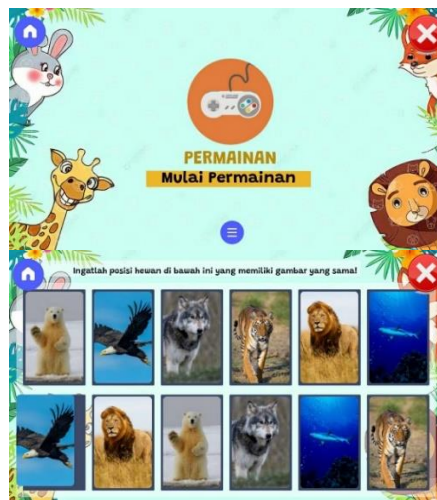 PERMAINAN
Mulai Permainan
Ingatlah posisi hewan di bawah ini yang memiliki gambar yang sama!